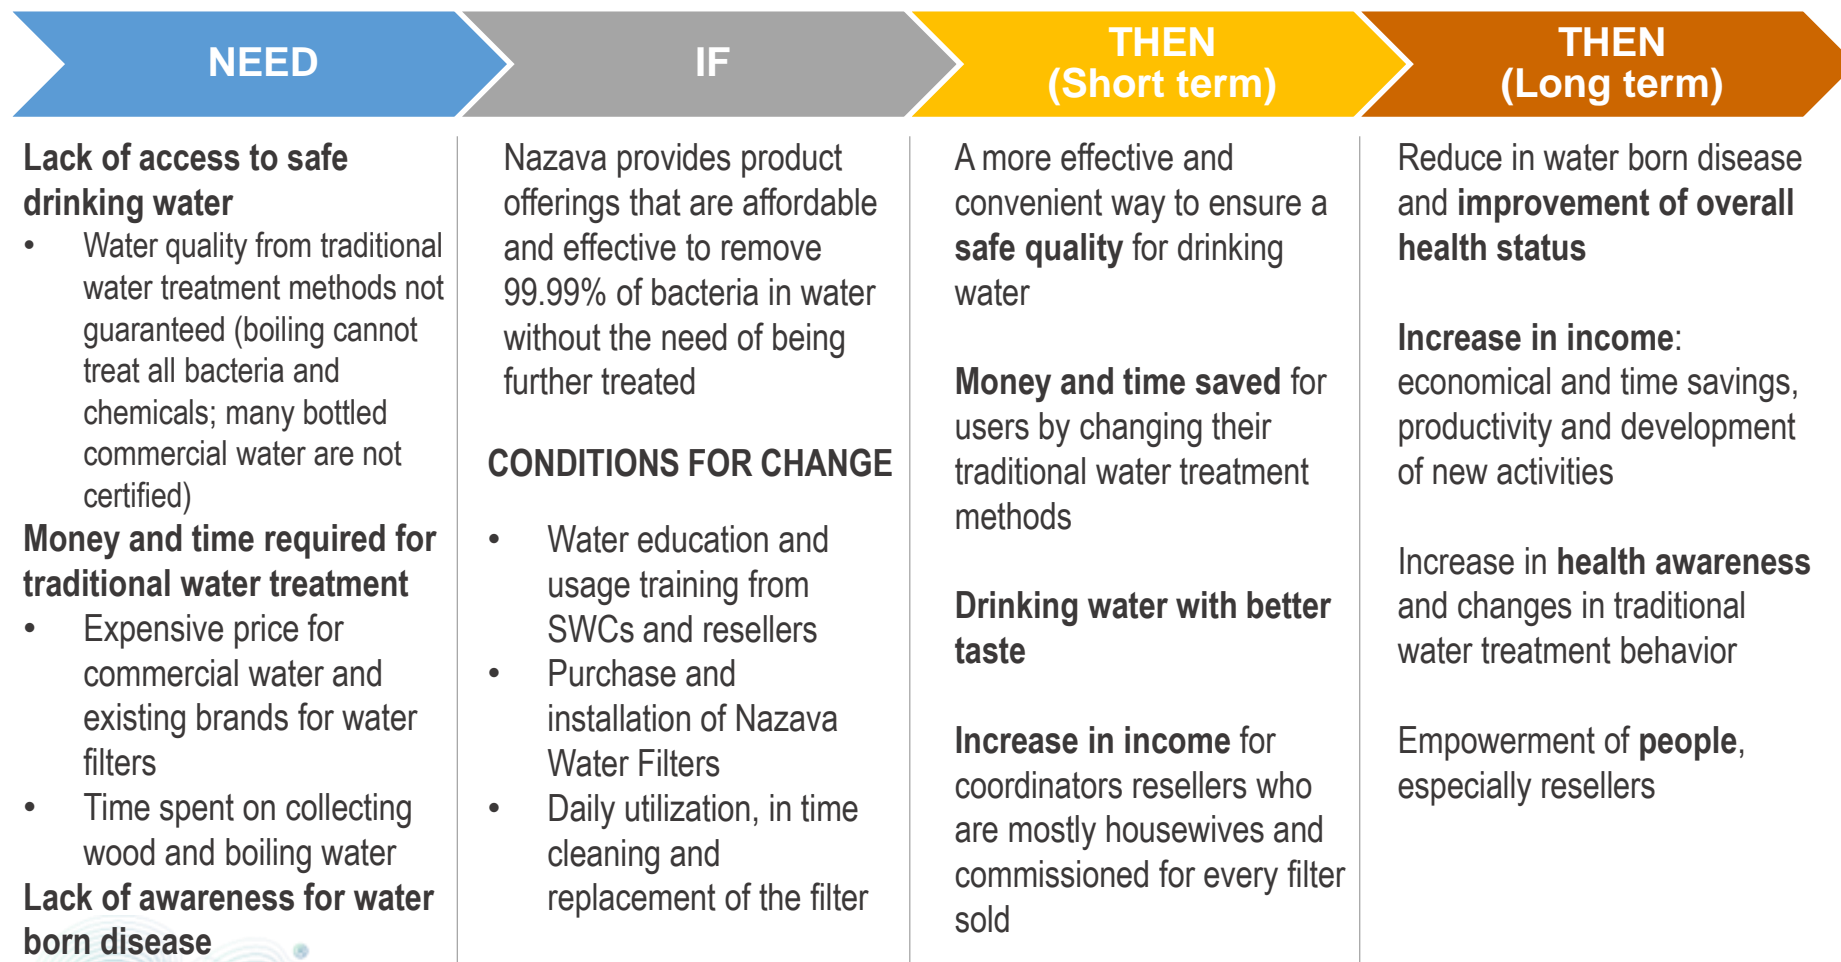 NEED
IF
THEN
(Short term)
THEN
(Long term)
Lack of access to safe
drinking water
• Water quality from traditional
water treatment methods not
guaranteed (boiling cannot
treat all bacteria and
chemicals; many bottled
commercial water are not
certified)
Money and time required for
traditional water treatment
• Expensive price for
commercial water and
existing brands for water
filters
• Time spent on collecting
wood and boiling water
Lack of awareness for water
born disease
Nazava provides product
offerings that are affordable
and effective to remove
99.99% of bacteria in water
without the need of being
further treated
CONDITIONS FOR CHANGE
• Water education and
usage training from
SWCs and resellers
• Purchase and
installation of Nazava
Water Filters
• Daily utilization, in time
cleaning and
replacement of the filter
A more effective and
convenient way to ensure a
safe quality for drinking
water
Money and time saved for
users by changing their
traditional water treatment
methods
Drinking water with better
taste
Increase in income for
coordinators resellers who
are mostly housewives and
commissioned for every filter
sold
Reduce in water born disease
and improvement of overall
health status
Increase in income:
economical and time savings,
productivity and development
of new activities
Increase in health awareness
and changes in traditional
water treatment behavior
Empowerment of people,
especially resellers